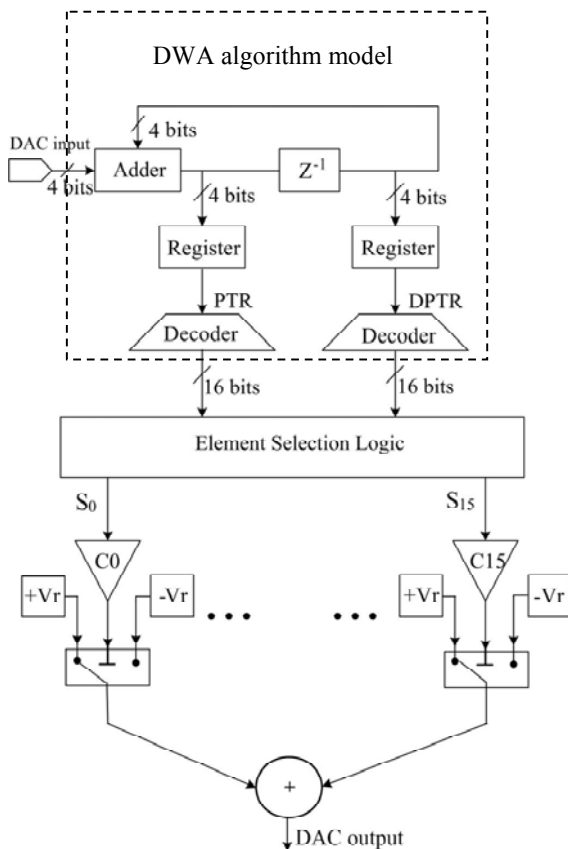 DWA algorithm model
4 bits
DAC input
4 bits
Adder
Z-1
4 bits
4 bits
Register
Register
PTR
DPTR
Decoder
Decoder
16 bits
16 bits
Element Selection Logic
S0
S15
C0
C15
+Vr
-Vr
+Vr
-Vr
+
DAC output